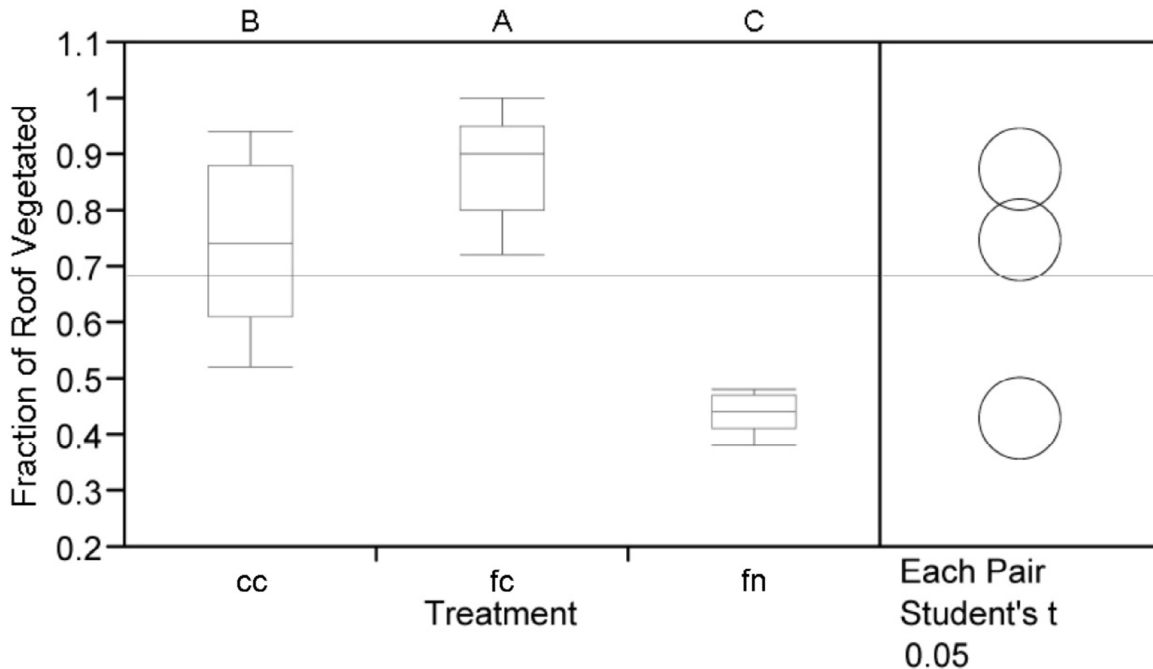 B A C
Fraction of Roof Vegetated
1.1
1
0.9
0.8
0.7
0.6
0.5
0.4
0.3
0.2
cc fc fn
Treatment
Each Pair
Student's t
0.05